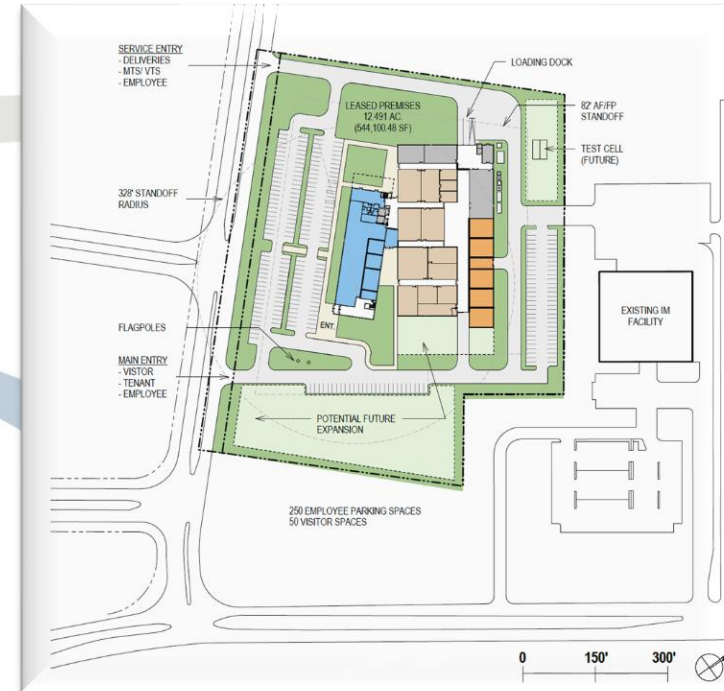 SERVICE ENTRY
- DELIVERIES
- MTS/ VTS
- EMPLOYEE
LOADING DOCK
LEASED PREMISES
12.491 AC.
(544,100.48 SF)
82' AF/FP
STANDOFF
TEST CELL
(FUTURE)
328' STANDOFF
RADIUS
EXISTING IM
FACILITY
FLAGPOLES
ENT.
MAIN ENTRY
- VISTOR
- TENANT
- EMPLOYEE
POTENTIAL FUTURE
EXPANSION
250 EMPLOYEE PARKING SPACES
50 VISITOR SPACES
0 150' 300'